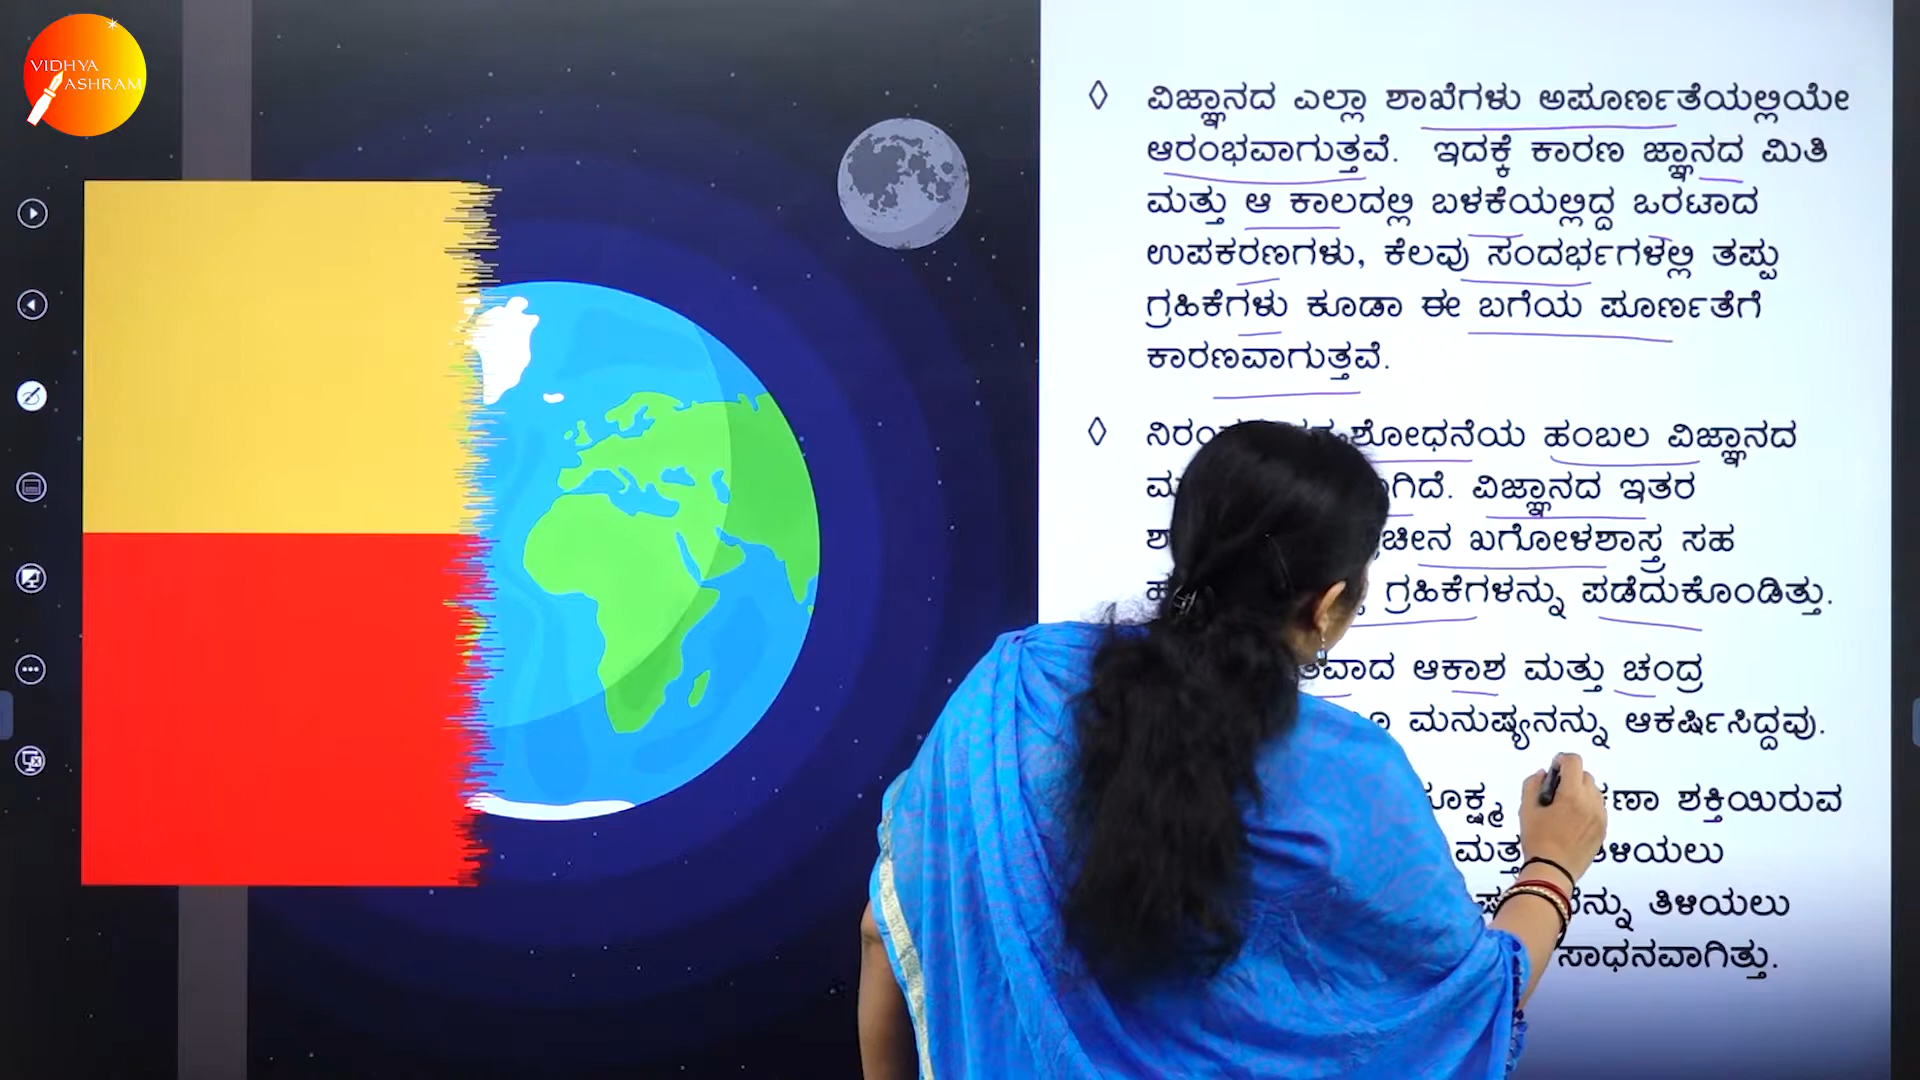 VIDHYA
ASHRAM
◊ ವಿಜ್ಞಾನದ ಎಲ್ಲಾ ಶಾಖೆಗಳು ಅಪೂರ್ಣತೆಯಲ್ಲಿಯೇ
ಆರಂಭವಾಗುತ್ತವೆ. ಇದಕ್ಕೆ ಕಾರಣ ಜ್ಞಾನದ ಮಿತಿ
ಮತ್ತು ಆ ಕಾಲದಲ್ಲಿ ಬಳಕೆಯಲ್ಲಿದ್ದ ಒರಟಾದ
ಉಪಕರಣಗಳು, ಕೆಲವು ಸಂದರ್ಭಗಳಲ್ಲಿ ತಪ್ಪು
ಗ್ರಹಿಕೆಗಳು ಕೂಡಾ ಈ ಬಗೆಯ ಪೂರ್ಣತೆಗೆ
ಕಾರಣವಾಗುತ್ತವೆ.
◊ ಶೋಧನೆಯ ಹಂಬಲ ವಿಜ್ಞಾನದ
ವಿಜ್ಞಾನದ ಇತರ
ಖಗೋಳಶಾಸ್ತ್ರ ಸಹ
ಗ್ರಹಿಕೆಗಳನ್ನು ಪಡೆದುಕೊಂಡಿತ್ತು.
ಆಕಾಶ ಮತ್ತು ಚಂದ್ರ
ಮನುಷ್ಯನನ್ನು ಆಕರ್ಷಿಸಿದ್ದವು.
ಶಕ್ತಿಯಿರುವ
ತಿಳಿಯಲು
ಸಾಧನವಾಗಿತ್ತು.